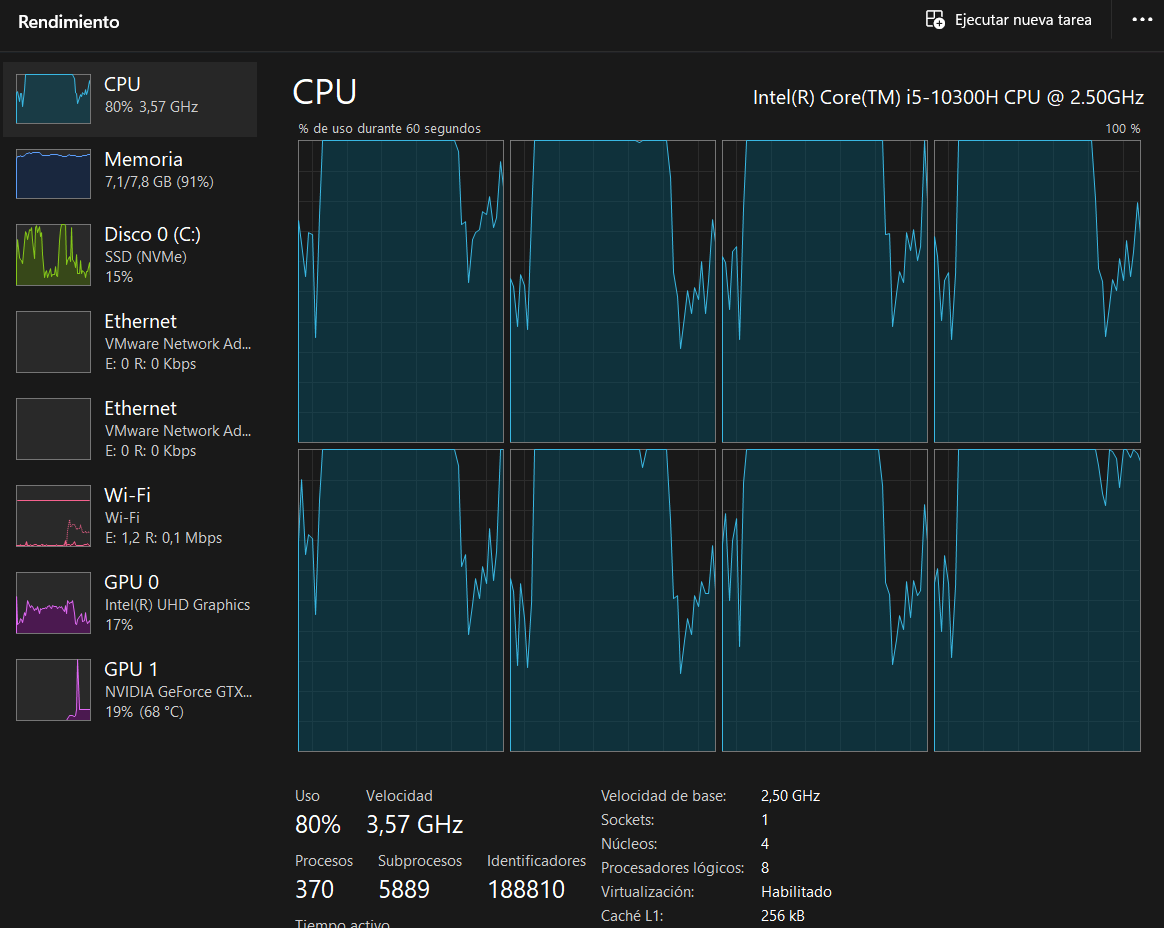 Rendimiento
Ejecutar nueva tarea
CPU
80% 3,57 GHz
Memoria
7,1/7,8 GB (91%)
Disco 0 (C:)
SSD (NVMe)
15%
Ethernet
VMware Network Ad...
E: 0 R: 0 Kbps
Ethernet
VMware Network Ad...
E: 0 R: 0 Kbps
Wi-Fi
Wi-Fi
E: 1,2 R: 0,1 Mbps
GPU 0
Intel(R) UHD Graphics
17%
GPU 1
NVIDIA GeForce GTX...
19% (68 °C)
CPU
Intel(R) Core(TM) i5-10300H CPU @ 2.50GHz
% de uso durante 60 segundos
100 %
Uso
Velocidad
80%
3,57 GHz
Procesos
Subprocesos
Identificadores
370
5889
188810
Tiempo activo
Velocidad de base: 2,50 GHz
Sockets: 1
Núcleos: 4
Procesadores lógicos: 8
Virtualización: Habilitado
Caché L1: 256 kB